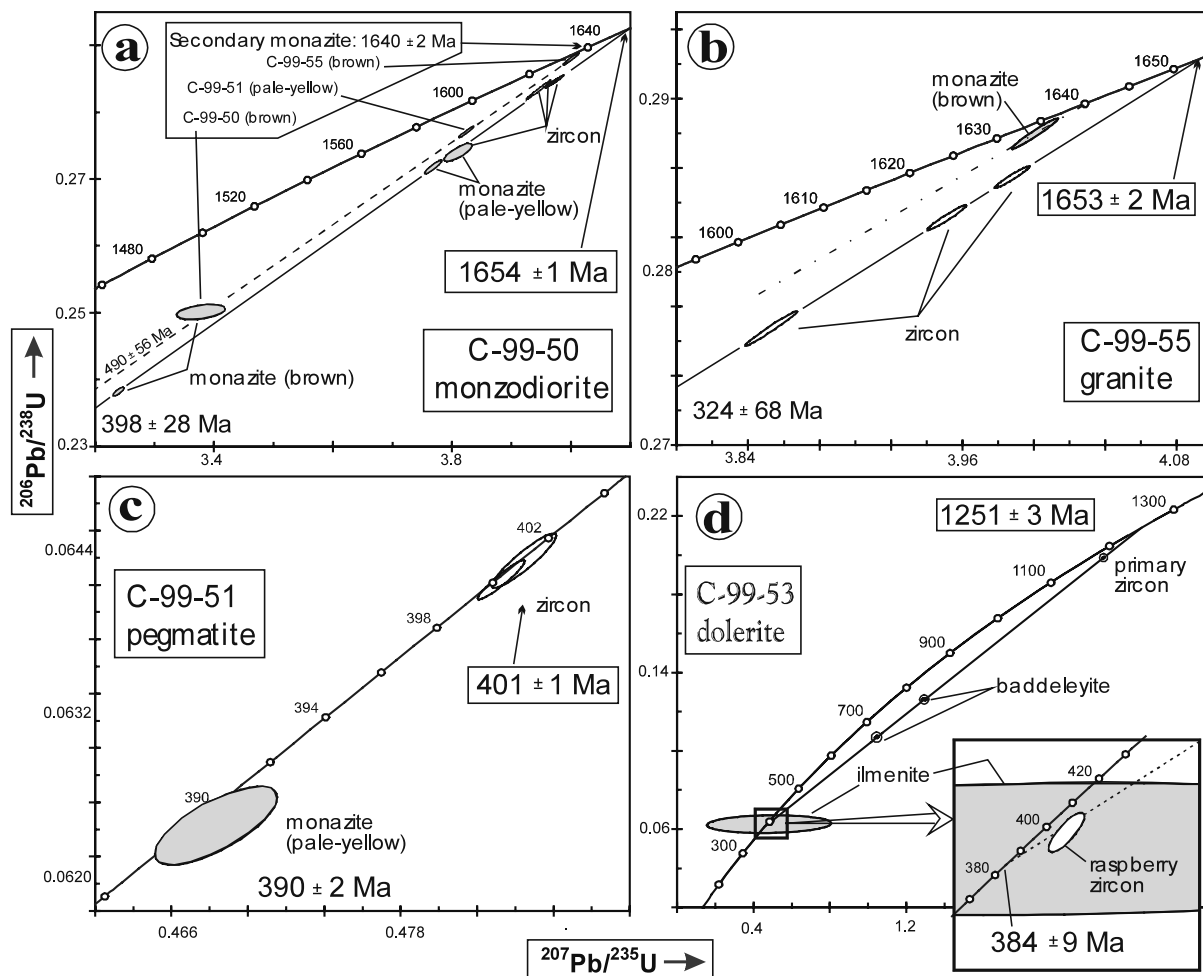 a
Secondary monazite: 1640 ± 2 Ma
C-99-55 (brown)
C-99-51 (pale-yellow)
C-99-50 (brown)
1640
1600
1560
1520
1480
zircon
monazite
(pale-yellow)
1654 ± 1 Ma
490 ± 56 Ma
monazite (brown)
C-99-50
monzodiorite
398 ± 28 Ma
0.27
0.25
0.23
3.4
3.8
b
monazite
(brown)
1650
1640
1630
1620
1610
1600
1653 ± 2 Ma
zircon
C-99-55
granite
324 ± 68 Ma
0.29
0.28
0.27
3.84
3.96
4.08
206Pb/238U
c
402
398
394
390
C-99-51
pegmatite
zircon
401 ± 1 Ma
monazite
(pale-yellow)
390 ± 2 Ma
0.0644
0.0632
0.0620
0.466
0.478
d
1251 ± 3 Ma
1300
1100
900
700
500
300
C-99-53
dolerite
primary
zircon
baddeleyite
ilmenite
420
400
380
raspberry
zircon
384 ± 9 Ma
0.22
0.14
0.06
0.4
1.2
207Pb/235U